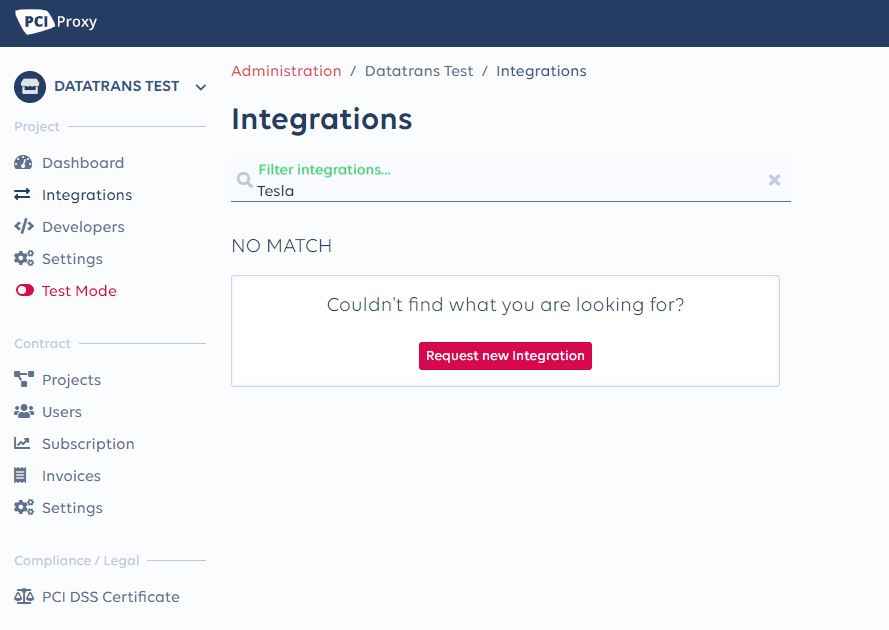 PCI Proxy
DATATRANS TEST
Project
Dashboard
Integrations
Developers
Settings
Test Mode
Contract
Projects
Users
Subscription
Invoices
Settings
Compliance / Legal
PCI DSS Certificate
Administration / Datatrans Test / Integrations
Integrations
Filter integrations...
Tesla
NO MATCH
Couldn't find what you are looking for?
Request new Integration